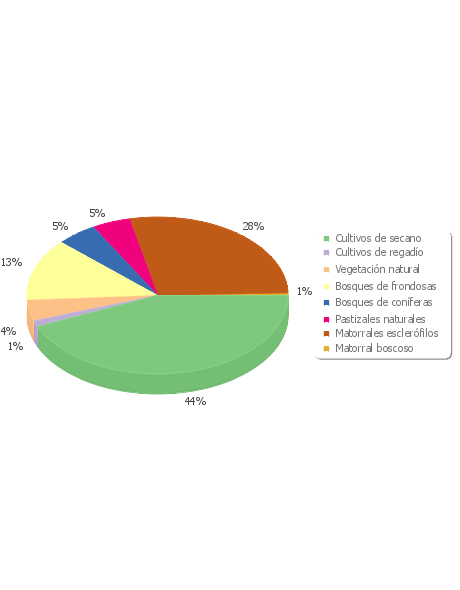 5%
5%
28%
13%
1%
4%
1%
44%
Cultivos de secano
Cultivos de regadío
Vegetación natural
Bosques de frondosas
Bosques de coníferas
Pastizales naturales
Matorrales esclerófilos
Matorral boscoso